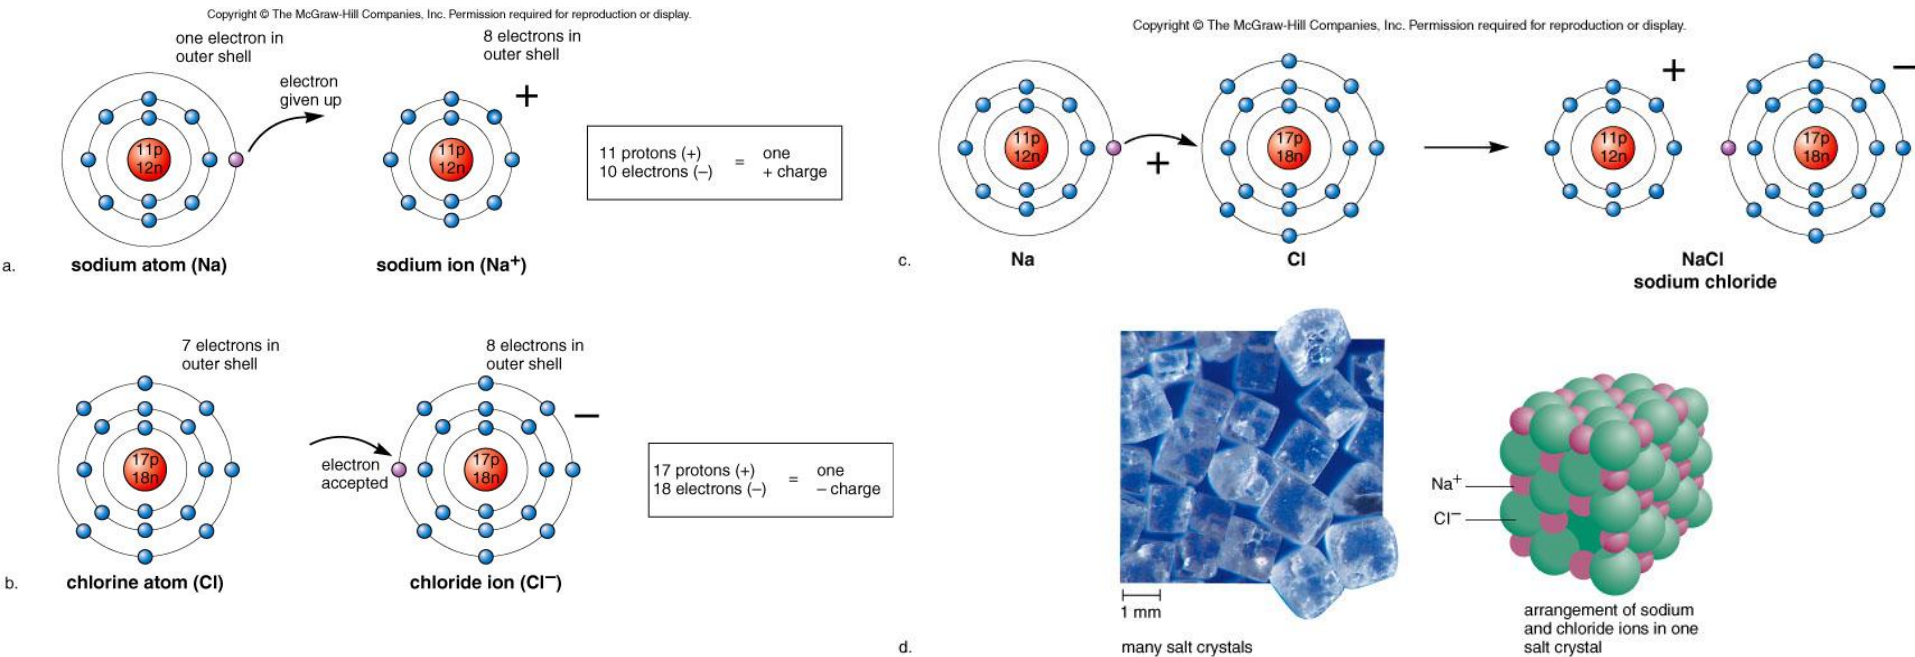 Copyright © The McGraw-Hill Companies, Inc. Permission required for reproduction or display.
one electron in
outer shell
8 electrons in
outer shell
electron
given up
+
11p
12n
11p
12n
11 protons (+)
10 electrons (–)
=
one
+ charge
a.
sodium atom (Na)
sodium ion (Na+)
7 electrons in
outer shell
8 electrons in
outer shell
–
17p
18n
electron
accepted
17p
18n
17 protons (+)
18 electrons (–)
=
one
– charge
b.
chlorine atom (Cl)
chloride ion (Cl–)
Copyright © The McGraw-Hill Companies, Inc. Permission required for reproduction or display.
11p
12n
+
17p
18n
+
11p
12n
–
17p
18n
c.
Na
Cl
NaCl
sodium chloride
Na+
Cl–
1 mm
d.
many salt crystals
arrangement of sodium
and chloride ions in one
salt crystal